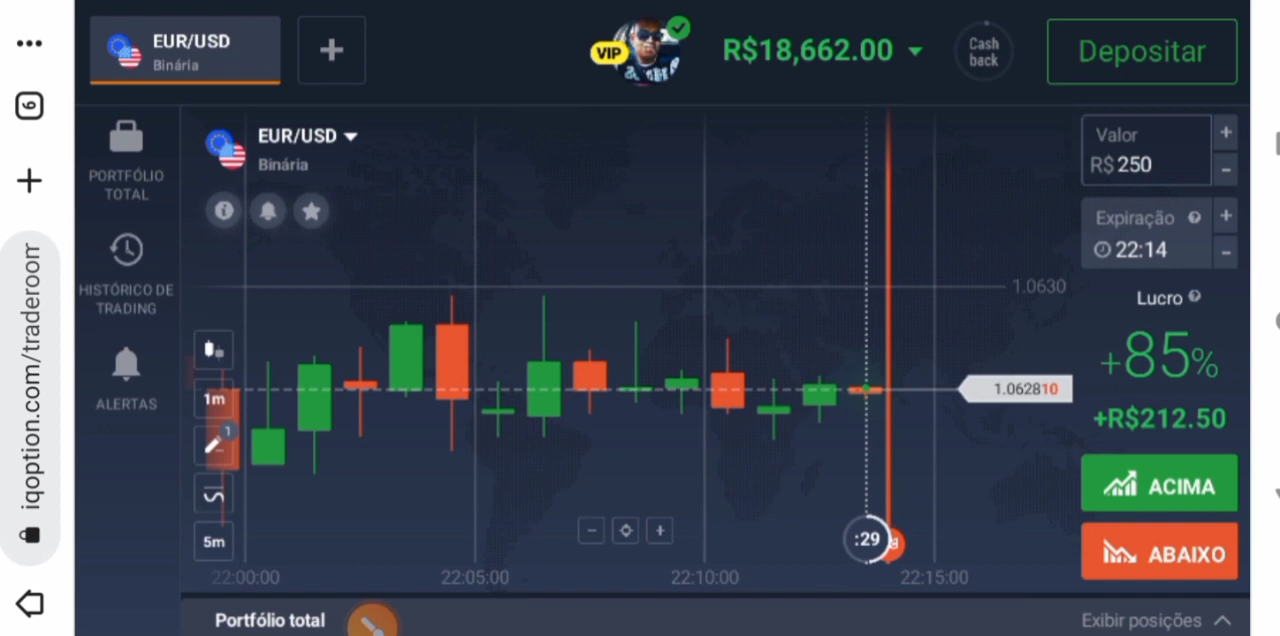 iqoption.com/traderoom
6
EUR/USD
Binária
+
VIP
R$18,662.00
Cash
back
Depositar
PORTFÓLIO
TOTAL
HISTÓRICO DE
TRADING
ALERTAS
EUR/USD
Binária
1m
1
5m
1.0630
1.062810
:29
22:00:00
22:05:00
22:10:00
22:15:00
Valor
R$ 250
+
-
Expiração
22:14
+
-
Lucro
+85%
+R$212.50
ACIMA
ABAIXO
Portfólio total
Exibir posições